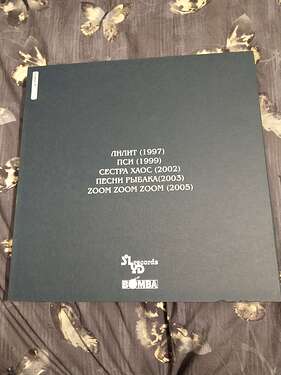 ЛИЛИТ (1997)
ПСИ (1999)
СЕСТРА ХАОС (2002)
ПЕСНИ РЫБАКА(2003)
ZOOM ZOOM ZOOM (2005)
records
BOMBA